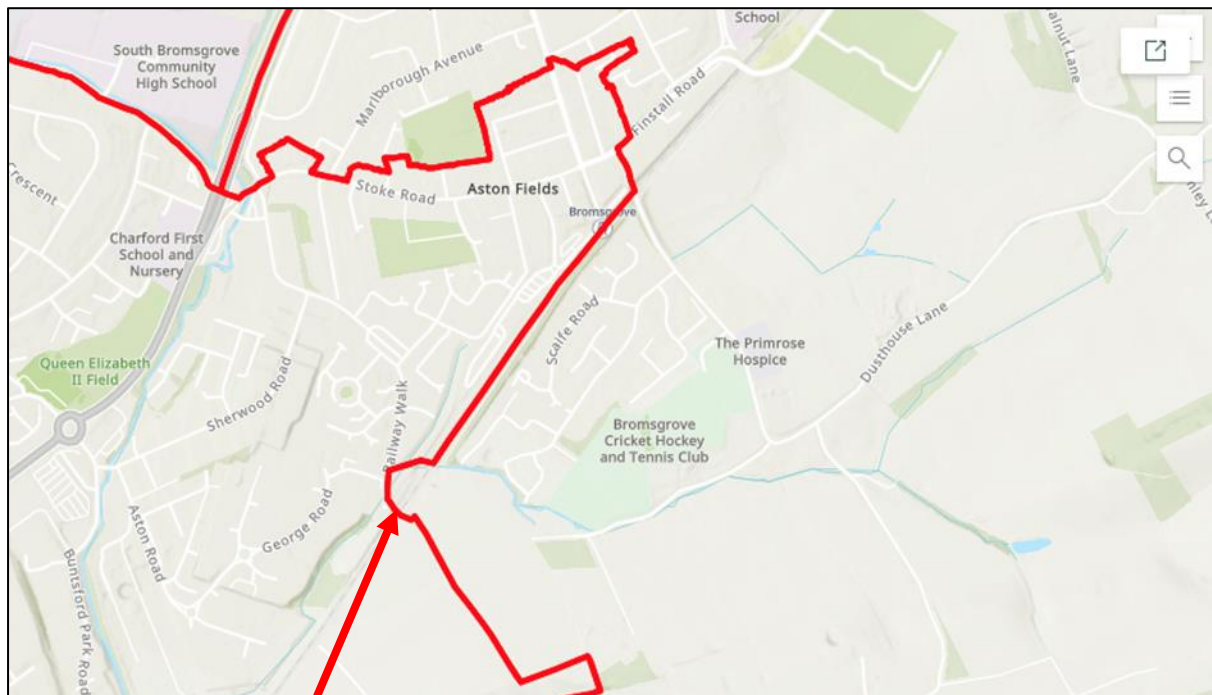 School
South Bromsgrove
Community
High School
Marlborough Avenue
Finstall Road
Crescent
Stoke Road
Aston Fields
Bromsgrove
Charford First
School and
Nursery
Scaife Road
The Primrose
Hospice
Dusthouse Lane
Queen Elizabeth
II Field
Sherwood Road
Railway Walk
Bromsgrove
Cricket Hockey
and Tennis Club
George Road
Aston Road
Buntsford Park
Road